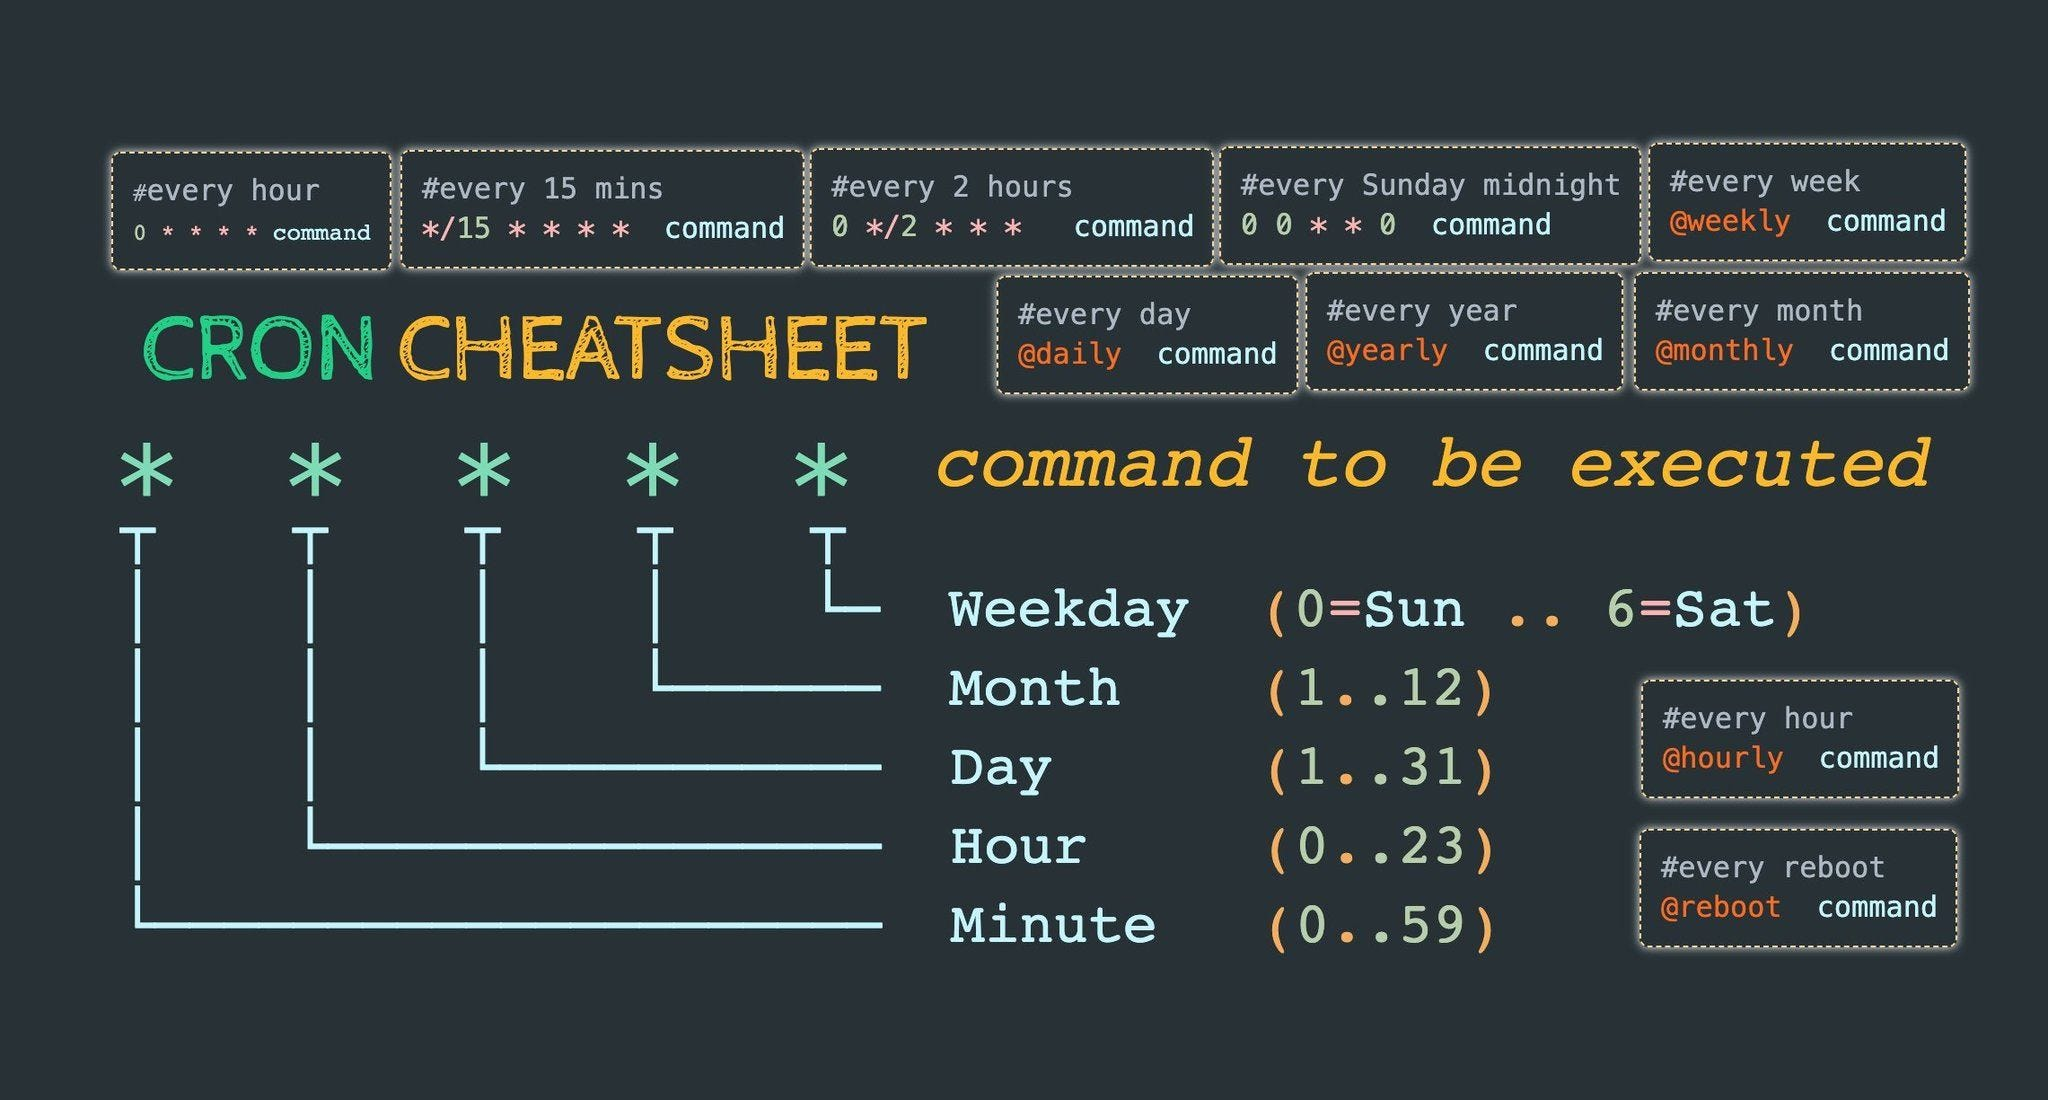 #every hour
0 * * * * command
#every 15 mins
*/15 * * * * command
#every 2 hours
0 */2 * * * command
#every Sunday midnight
0 0 * * 0 command
#every week
@weekly command
CRON CHEATSHEET
#every day
@daily command
#every year
@yearly command
#every month
@monthly command
* * * * * command to be executed
Weekday (0=Sun .. 6=Sat)
Month (1..12)
Day (1..31)
Hour (0..23)
Minute (0..59)
#every hour
@hourly command
#every reboot
@reboot command